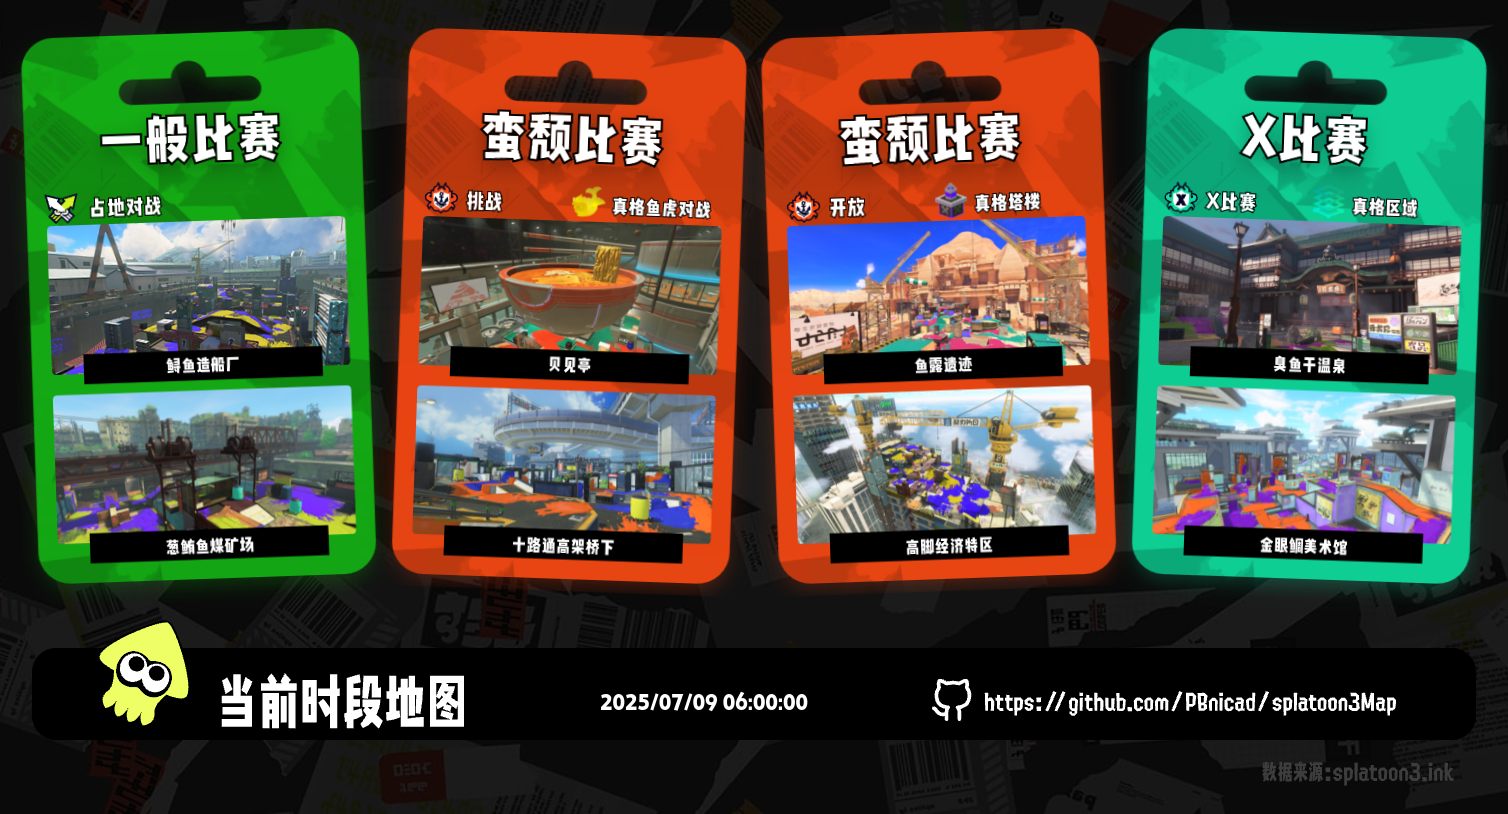 一般比赛
占地对战
鲟鱼造船厂
葱鲔鱼煤矿场
蛮颓比赛
挑战
真格鱼虎对战
贝见亭
十路通高架桥下
蛮颓比赛
开放
真格塔楼
鱼露遗迹
高脚经济特区
X比赛
X比赛
真格区域
臭鱼干温泉
金眼鲷美术馆
当前时段地图
2025/07/09 06:00:00
https://github.com/PBnicad/splatoon3Map
数据来源:splatoon3.ink